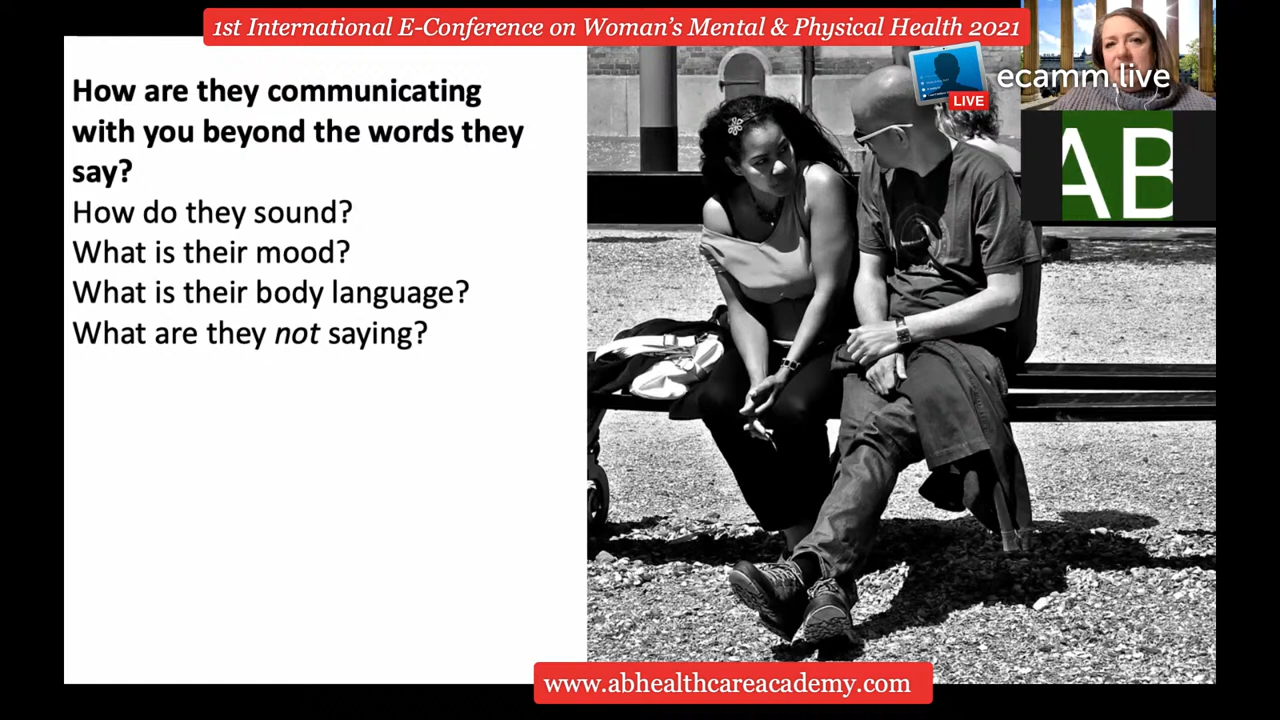 1st International E-Conference on Woman's Mental & Physical Health 2021
ecamm.live
LIVE
AB
How are they communicating
with you beyond the words they
say?
How do they sound?
What is their mood?
What is their body language?
What are they not saying?
www.abhealthcareacademy.com